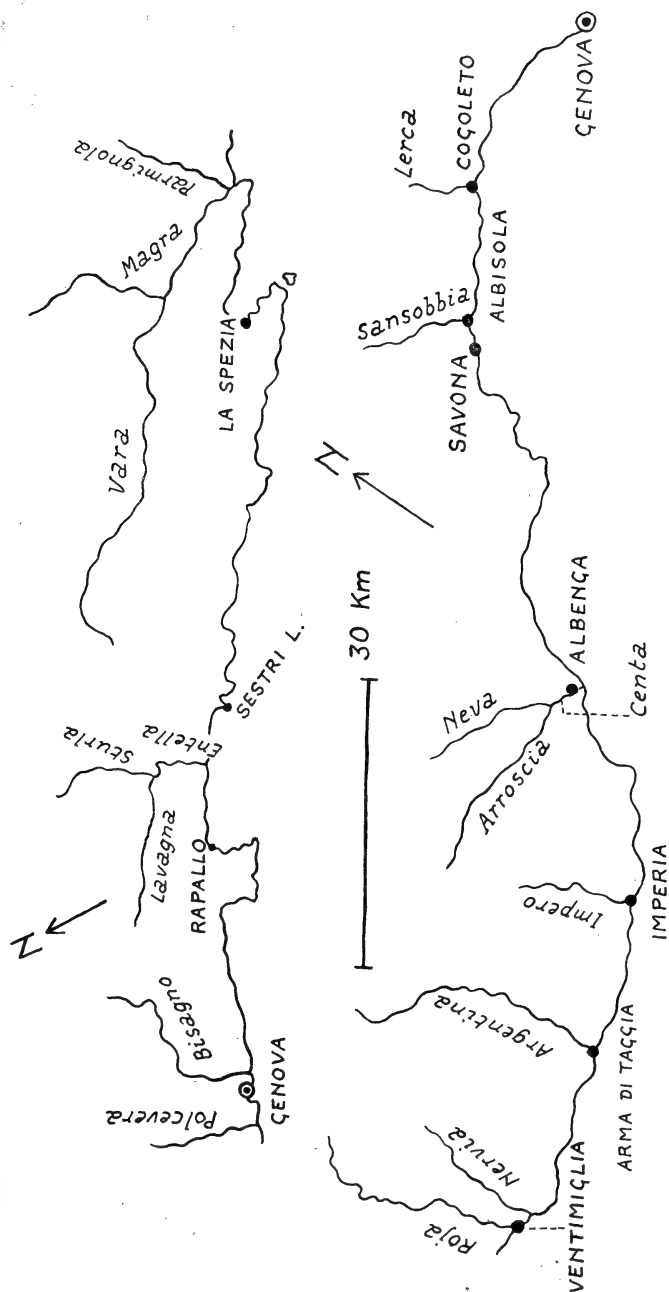 N
Polcevera
Bisagno
GENOVA
Lavagna
Sturla
Entella
RAPALLO
SESTRI L.
Vara
Magra
Parmignola
LA SPEZIA
30 Km
N
Roja
Nervia
VENTIMIGLIA
Argentina
ARMA DI TAGGIA
Impero
IMPERIA
Arroscia
Neva
Centa
ALBENGA
SAVONA
Sansobbia
ALBISOLA
Lerca
COGOLETO
GENOVA